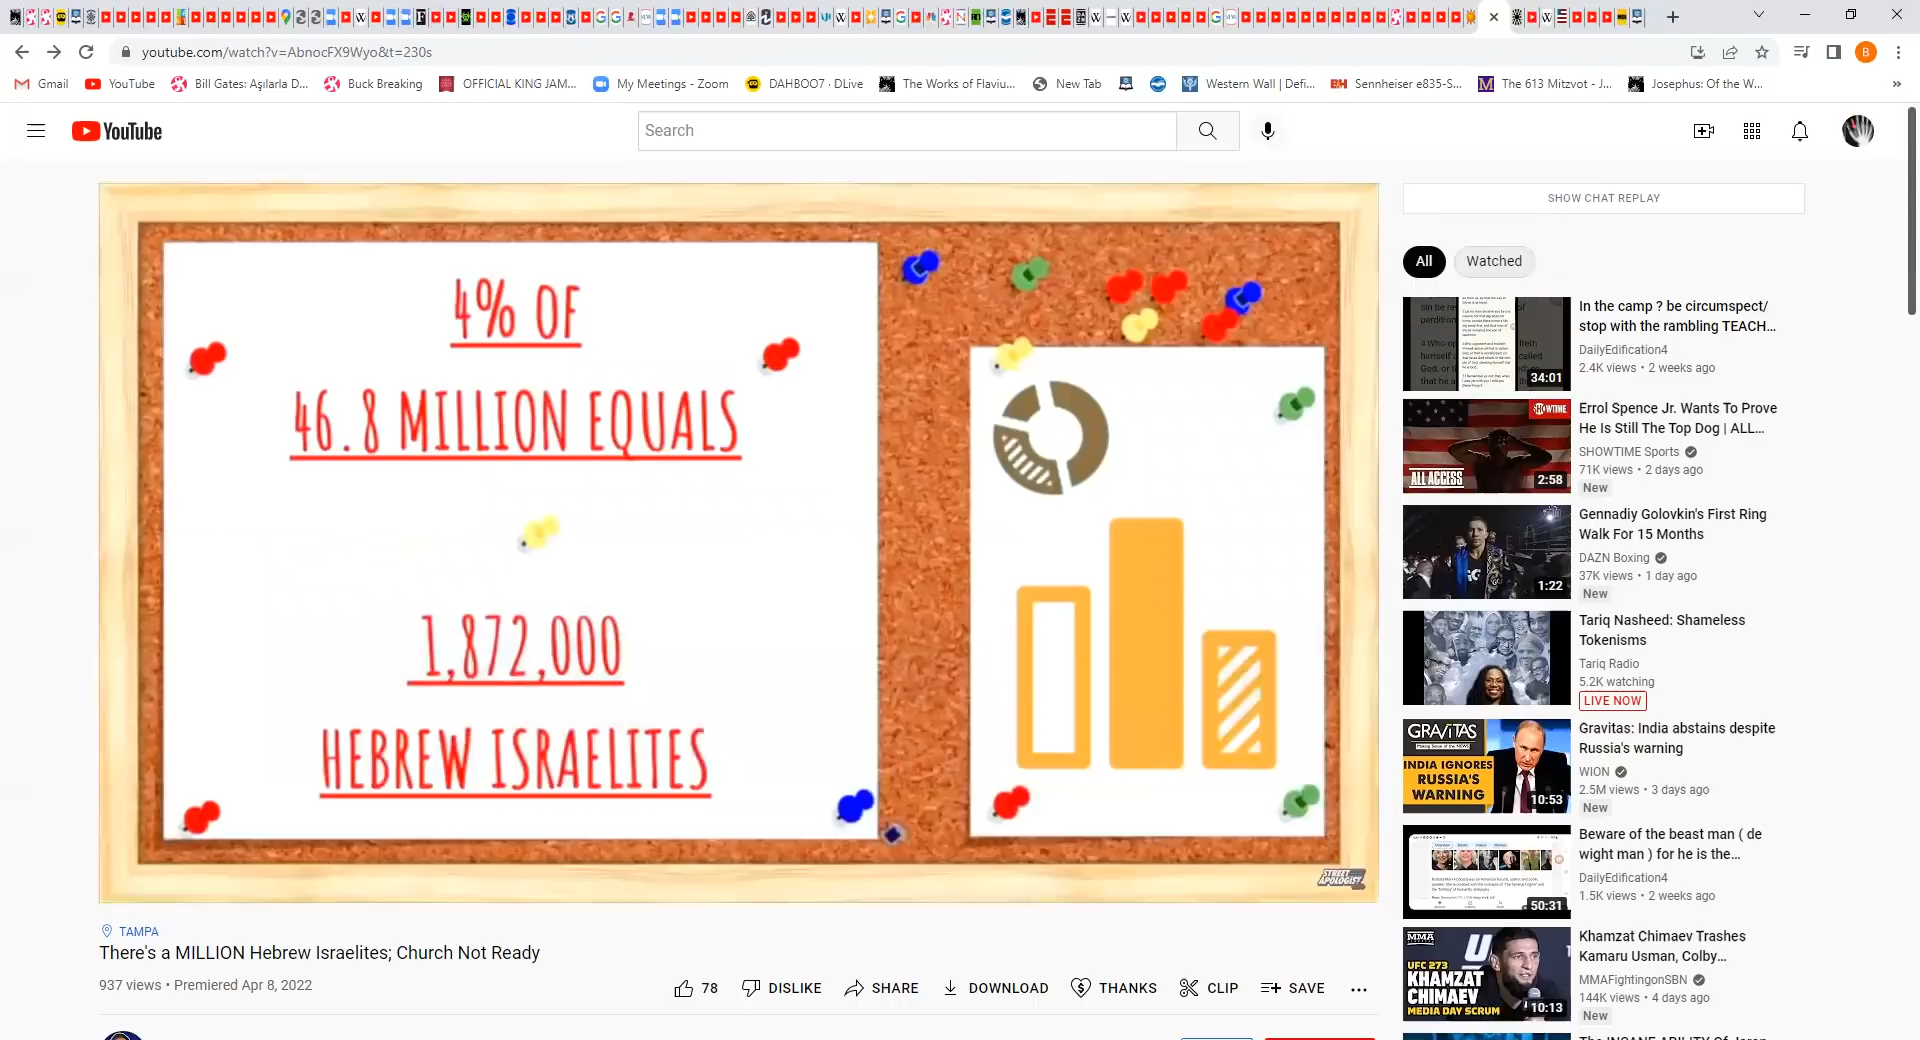 youtube.com/watch?v=AbnocFX9Wyo&t=230s
B
Gmail
YouTube
Bill Gates: Aşılarla D...
Buck Breaking
OFFICIAL KING JAM...
My Meetings - Zoom
DAHBOO7 · DLive
The Works of Flaviu...
New Tab
Western Wall | Defi...
Sennheiser e835-S...
The 613 Mitzvot - J...
Josephus: Of the W...
YouTube
Search
4% OF
46.8 MILLION EQUALS
1,872,000
HEBREW ISRAELITES
STREET
APOLOGIST
TAMPA
There's a MILLION Hebrew Israelites; Church Not Ready
937 views • Premiered Apr 8, 2022
78
DISLIKE
SHARE
DOWNLOAD
THANKS
CLIP
SAVE
SHOW CHAT REPLAY
All
Watched
34:01
In the camp ? be circumspect/
stop with the rambling TEACH...
DailyEdification4
2.4K views • 2 weeks ago
SHOWTIME
ALL ACCESS
2:58
Errol Spence Jr. Wants To Prove
He Is Still The Top Dog | ALL...
SHOWTIME Sports
71K views • 2 days ago
New
1:22
Gennadiy Golovkin's First Ring
Walk For 15 Months
DAZN Boxing
37K views • 1 day ago
New
Tariq Nasheed: Shameless
Tokenisms
Tariq Radio
5.2K watching
LIVE NOW
GRAVITAS
INDIA IGNORES
RUSSIA'S
WARNING
10:53
Gravitas: India abstains despite
Russia's warning
WION
2.5M views • 3 days ago
New
50:31
Beware of the beast man ( de
wight man ) for he is the...
DailyEdification4
1.5K views • 2 weeks ago
MMA
UFC 273
KHAMZAT
CHIMAEV
MEDIA DAY SCRUM
10:13
Khamzat Chimaev Trashes
Kamaru Usman, Colby...
MMAFightingonSBN
144K views • 4 days ago
New